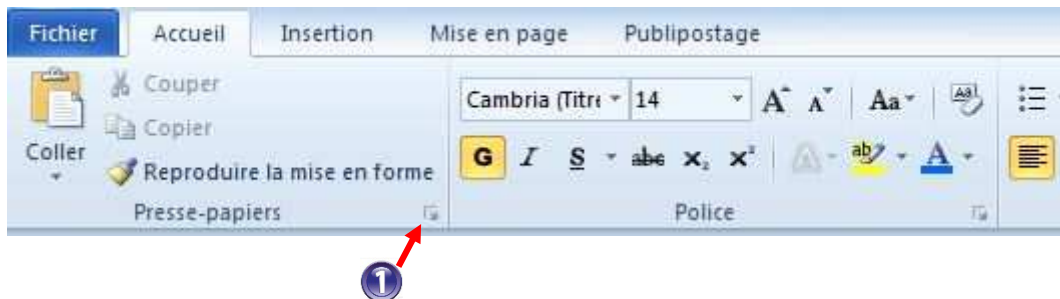 Fichier Accueil Insertion Mise en page Publipostage
Couper
Cambria (Titre 14 A A Aa Aa
Copier
Coller
Reproduire la mise en forme
G I S abc x₂ x² A ab A
Presse-papiers Police
1